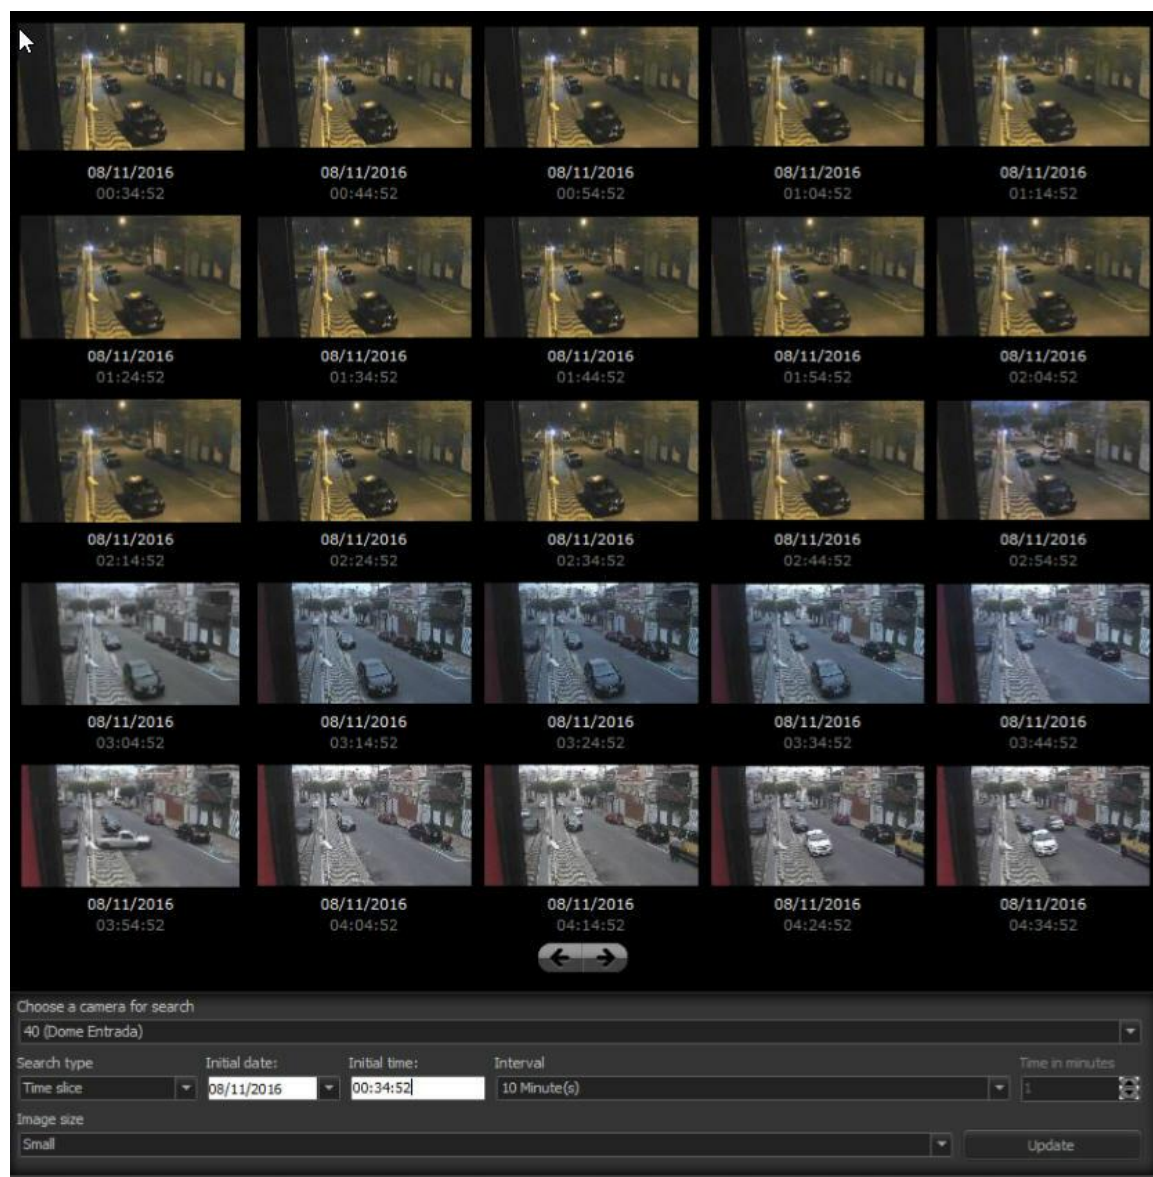 08/11/2016 08/11/2016 08/11/2016 08/11/2016 08/11/2016
00:34:52 00:44:52 00:54:52 01:04:52 01:14:52
08/11/2016 08/11/2016 08/11/2016 08/11/2016 08/11/2016
01:24:52 01:34:52 01:44:52 01:54:52 02:04:52
08/11/2016 08/11/2016 08/11/2016 08/11/2016 08/11/2016
02:14:52 02:24:52 02:34:52 02:44:52 02:54:52
08/11/2016 08/11/2016 08/11/2016 08/11/2016 08/11/2016
03:04:52 03:14:52 03:24:52 03:34:52 03:44:52
08/11/2016 08/11/2016 08/11/2016 08/11/2016 08/11/2016
03:54:52 04:04:52 04:14:52 04:24:52 04:34:52
Choose a camera for search
40 (Dome Entrada)
Search type Initial date: Initial time: Interval Time in minutes
Time slice 08/11/2016 00:34:52 10 Minute(s) 1
Image size
Small Update